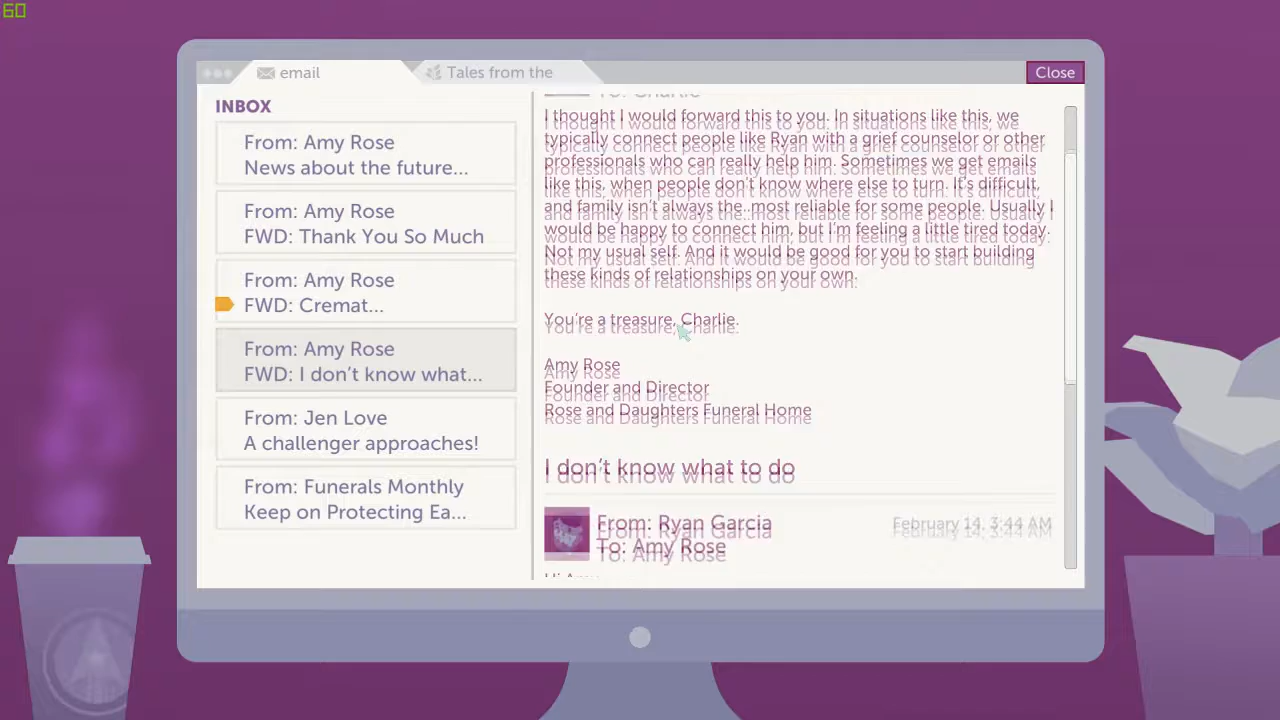 60
email
Tales from the
Close
INBOX
From: Amy Rose
News about the future...
From: Amy Rose
FWD: Thank You So Much
From: Amy Rose
FWD: Cremat...
From: Amy Rose
FWD: I don't know what...
From: Jen Love
A challenger approaches!
From: Funerals Monthly
Keep on Protecting Ea...
To: Charlie
I thought I would forward this to you. In situations like this, we
typically connect people like Ryan with a grief counselor or other
professionals who can really help him. Sometimes we get emails
like this, when people don't know where else to turn. It's difficult,
and family isn't always the..most reliable for some people. Usually I
would be happy to connect him, but I'm feeling a little tired today.
Not my usual self. And it would be good for you to start building
these kinds of relationships on your own.
You're a treasure, Charlie.
Amy Rose
Founder and Director
Rose and Daughters Funeral Home
I don't know what to do
From: Ryan Garcia
February 14, 3:44 AM
To: Amy Rose
Hi Amy